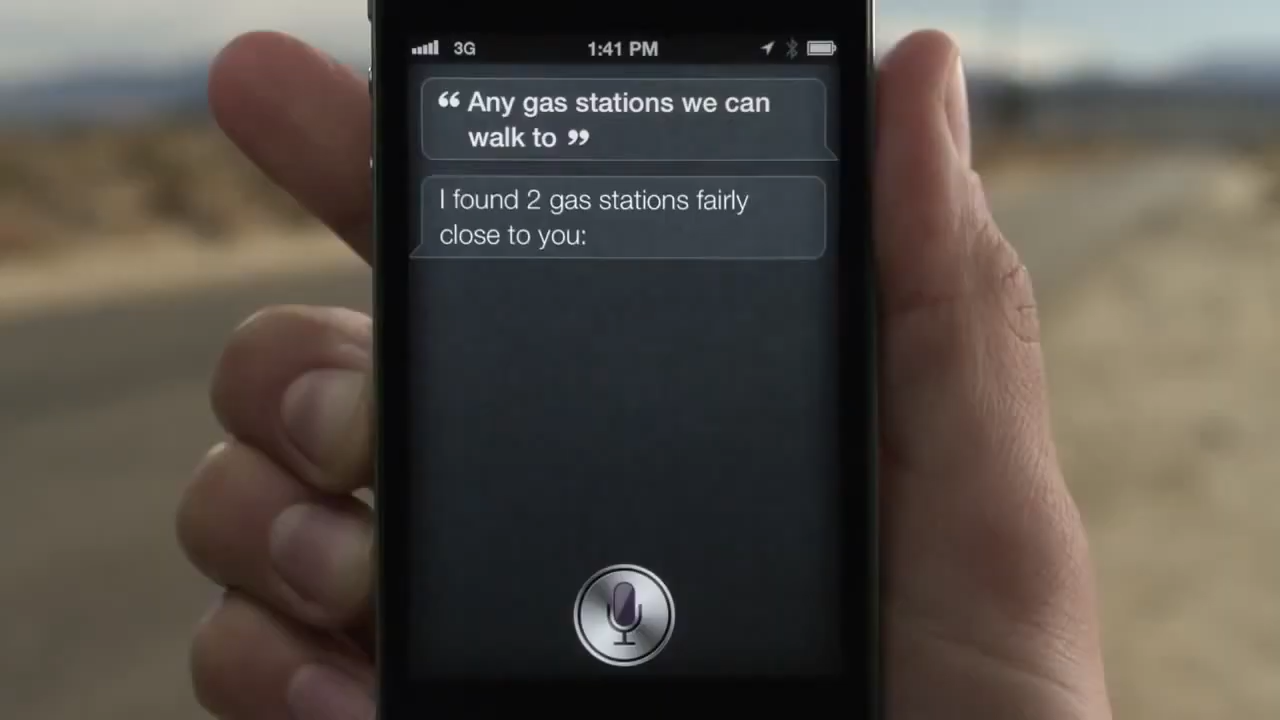 3G 1:41 PM
“ Any gas stations we can
walk to ”
I found 2 gas stations fairly
close to you: